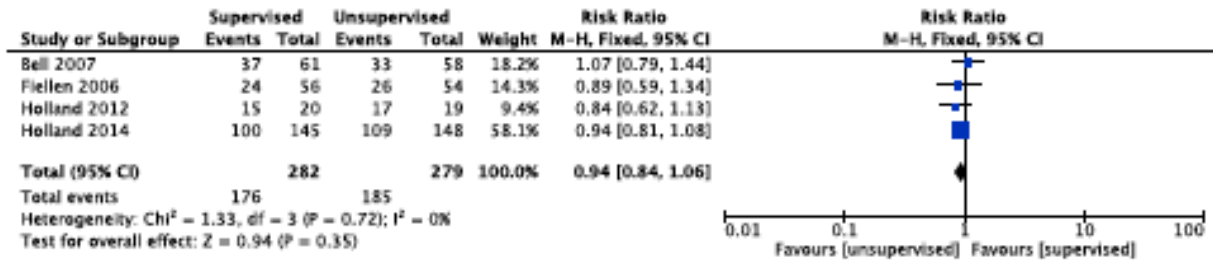 Supervised Unsupervised Risk Ratio Risk Ratio
Study or Subgroup Events Total Events Total Weight M-H, Fixed, 95% CI M-H, Fixed, 95% CI
Bell 2007 37 61 33 58 18.2% 1.07 [0.79, 1.44]
Fiellen 2006 24 56 26 54 14.3% 0.89 [0.59, 1.34]
Holland 2012 15 20 17 19 9.4% 0.84 [0.62, 1.13]
Holland 2014 100 145 109 148 58.1% 0.94 [0.81, 1.08]
Total (95% CI) 282 279 100.0% 0.94 [0.84, 1.06]
Total events 176 185
Heterogeneity: Chi² = 1.33, df = 3 (P = 0.72); I² = 0%
Test for overall effect: Z = 0.94 (P = 0.35)
0.01 0.1 1 10 100
Favours [unsupervised] Favours [supervised]